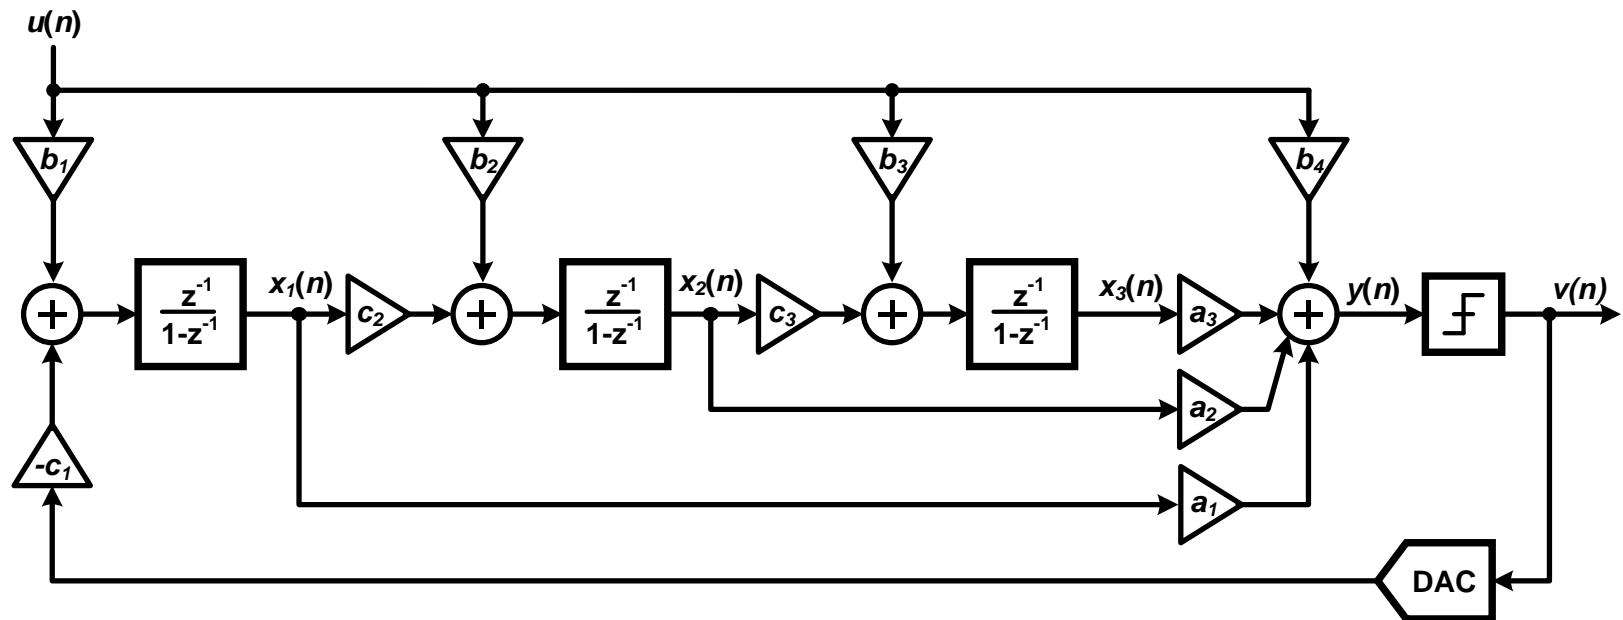 u(n)
b₁
b₂
b₃
b₄
z⁻¹
1-z⁻¹
x₁(n)
c₂
z⁻¹
1-z⁻¹
x₂(n)
c₃
z⁻¹
1-z⁻¹
x₃(n)
a₃
y(n)
v(n)
a₂
-c₁
a₁
DAC